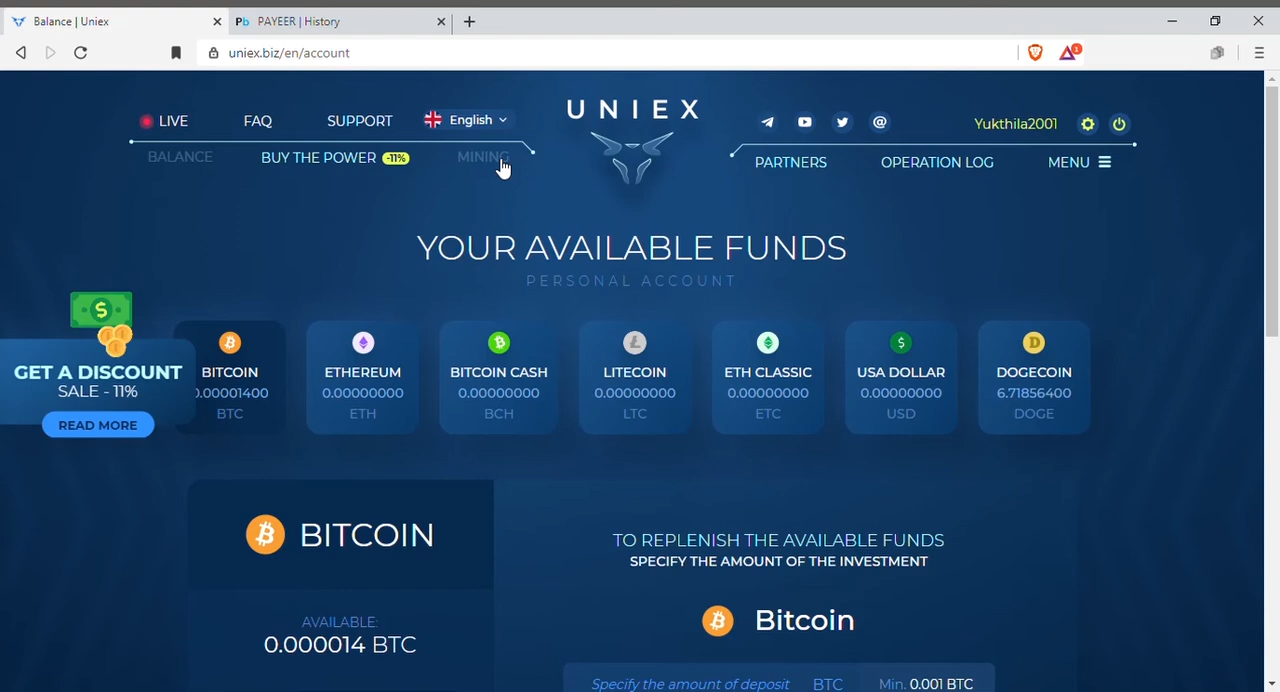 Balance | Uniex
Pb PAYEER | History
uniex.biz/en/account
1
LIVE FAQ SUPPORT English
UNIEX
Yukthila2001
BALANCE BUY THE POWER -11% MINING
PARTNERS OPERATION LOG MENU
YOUR AVAILABLE FUNDS
PERSONAL ACCOUNT
GET A DISCOUNT
SALE - 11%
READ MORE
BITCOIN
0.00001400
BTC
ETHEREUM
0.00000000
ETH
BITCOIN CASH
0.00000000
BCH
LITECOIN
0.00000000
LTC
ETH CLASSIC
0.00000000
ETC
USA DOLLAR
0.00000000
USD
DOGECOIN
6.71856400
DOGE
BITCOIN
AVAILABLE:
0.000014 BTC
TO REPLENISH THE AVAILABLE FUNDS
SPECIFY THE AMOUNT OF THE INVESTMENT
Bitcoin
Specify the amount of deposit BTC Min. 0.001 BTC